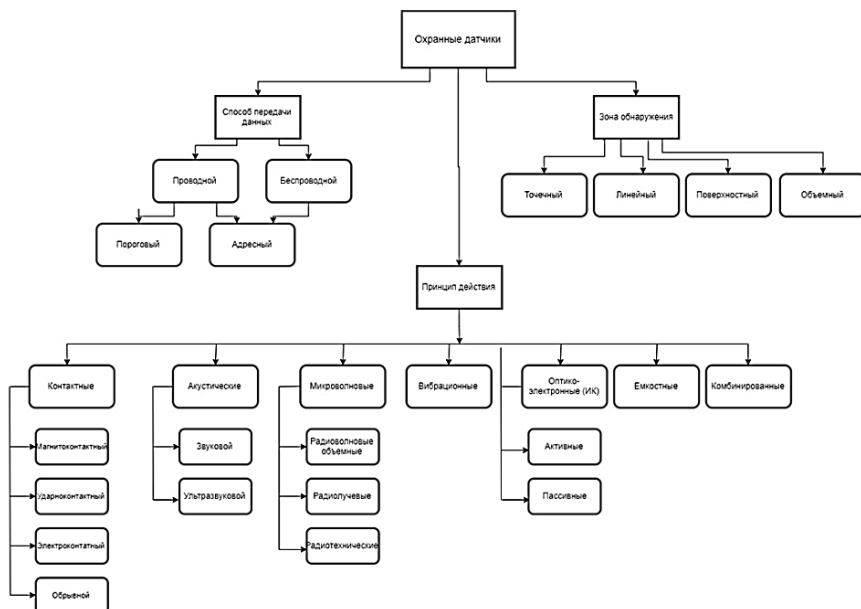 Охранные датчики
Способ передачи
данных
Зона обнаружения
Проводной
Беспроводной
Точечный
Линейный
Поверхностный
Объемный
Пороговый
Адресный
Принцип действия
Контактные
Акустические
Микроволновые
Вибрационные
Оптико-
электронные (ИК)
Емкостные
Комбинированные
Магнитоконтактный
Звуковой
Радиоволновые
объемные
Активные
Ударноконтактный
Ультразвуковой
Радиолучевые
Пассивные
Электроконтатный
Радиотехнические
Обрывной